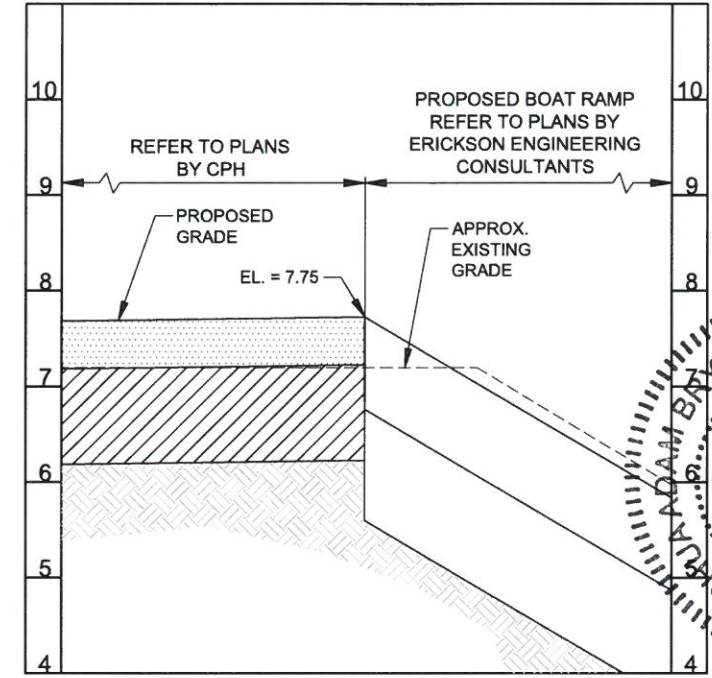 10
9
8
7
6
5
4
REFER TO PLANS
BY CPH
PROPOSED BOAT RAMP
REFER TO PLANS BY
ERICKSON ENGINEERING
CONSULTANTS
PROPOSED
GRADE
APPROX.
EXISTING
GRADE
EL. = 7.75
10
9
8
7
6
5
4
ADAM